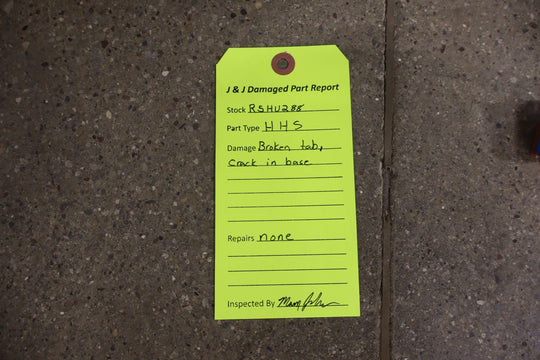 J & J Damaged Part Report
Stock RSHU288
Part Type HHS
Damage Broken tab,
Crack in base.
Repairs none
Inspected By